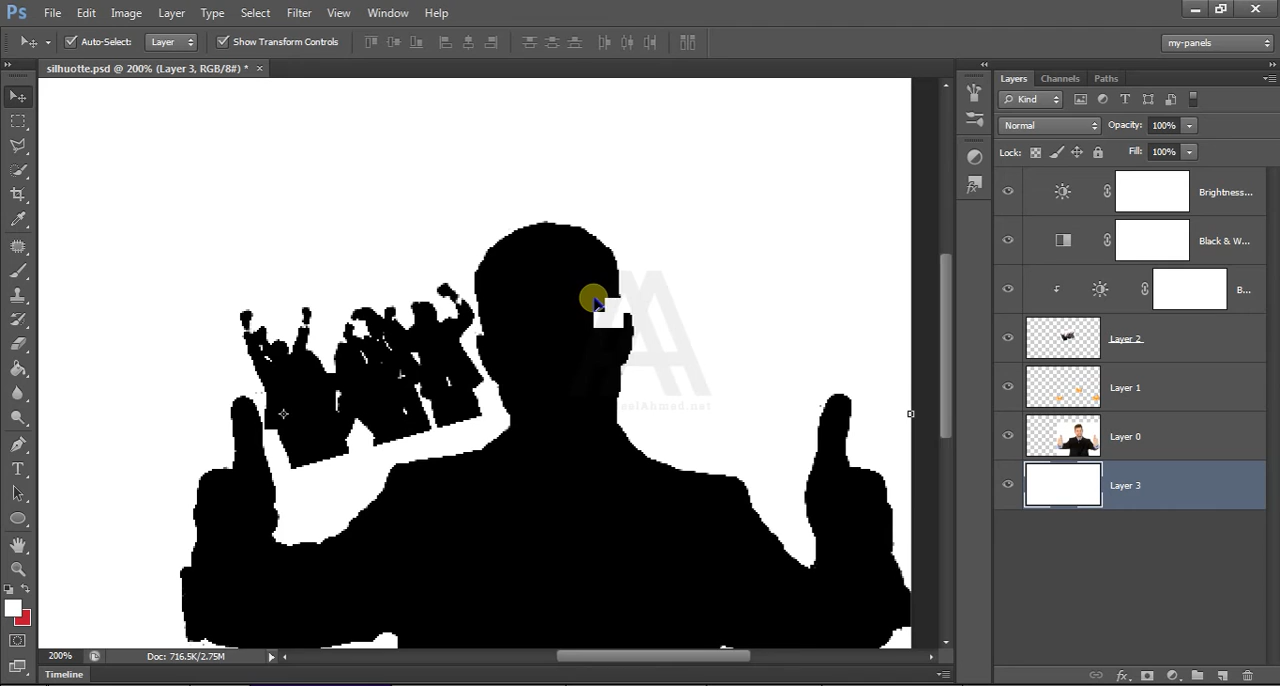 Ps File Edit Image Layer Type Select Filter View Window Help
Auto-Select: Layer Show Transform Controls my-panels
silhuotte.psd @ 200% (Layer 3, RGB/8#) *
Layers Channels Paths
Kind
Normal Opacity: 100%
Lock: Fill: 100%
Brightness...
Black & W...
B...
Layer 2
Layer 1
Layer 0
Layer 3
200% Doc: 716.5K/2.75M
Timeline